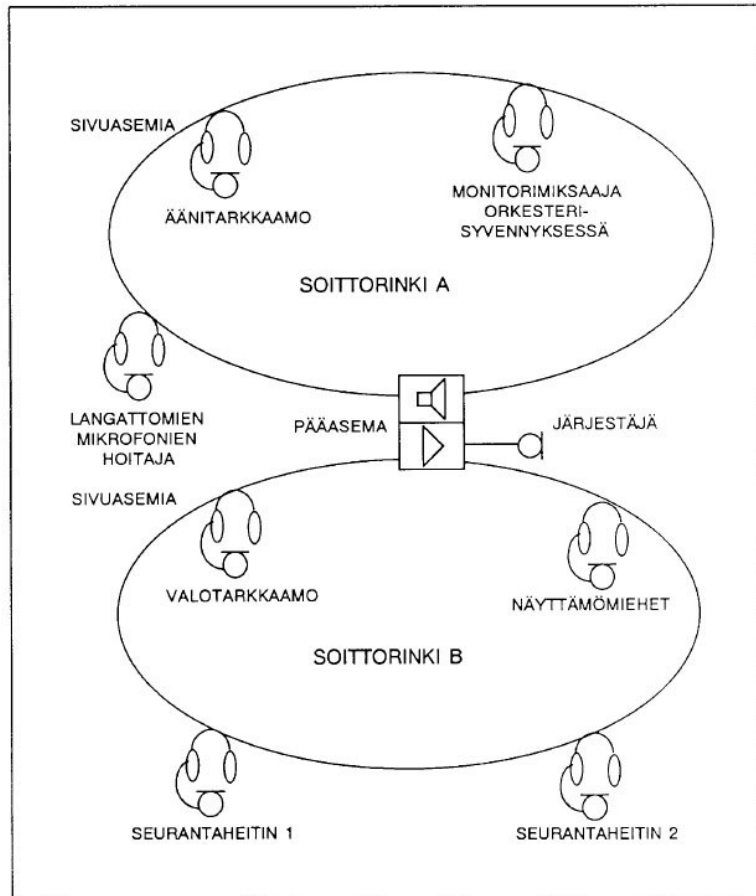 SIVUASEMIA
ÄÄNITARKKAAMO
MONITORIMIKSAAJA
ORKESTERI-
SYVENNYKSESSÄ
SOITTORINKI A
LANGATTOMIEN
MIKROFONIEN
HOITAJA
PÄÄASEMA
JÄRJESTÄJÄ
SIVUASEMIA
VALOTARKKAAMO
NÄYTTÄMÖMIEHET
SOITTORINKI B
SEURANTAHEITIN 1
SEURANTAHEITIN 2